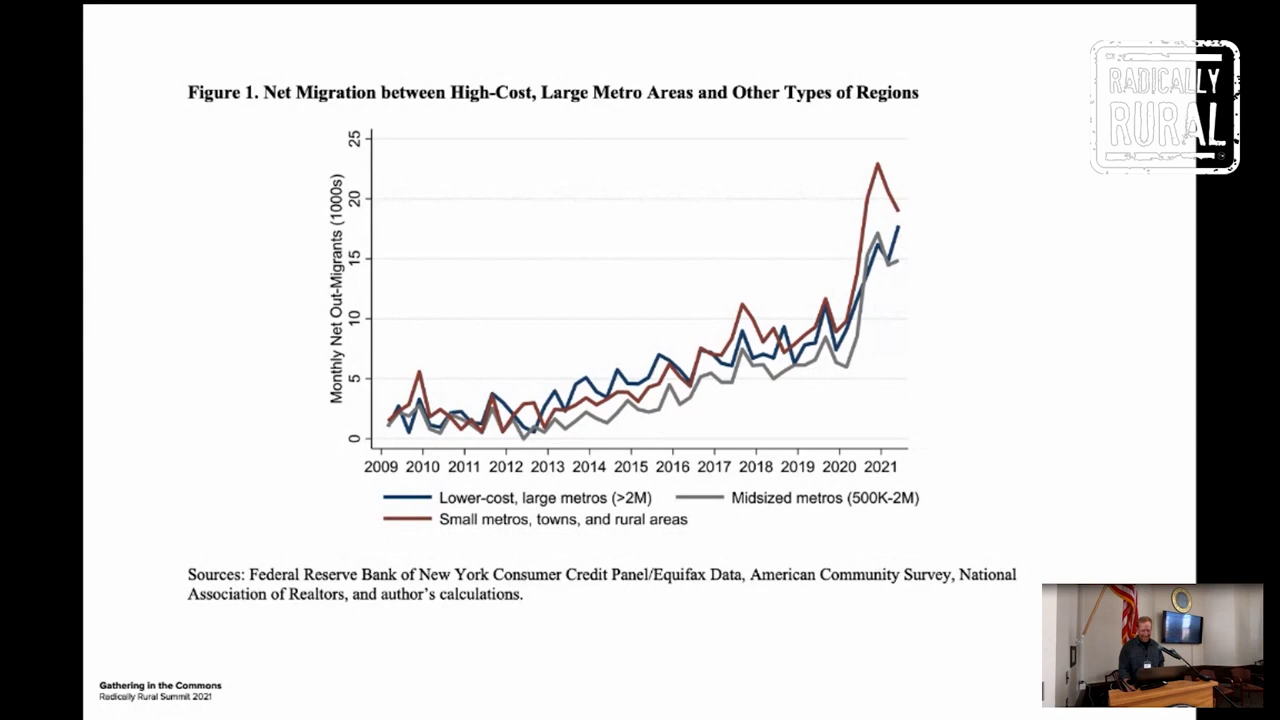 RADICALLY
RURAL
Figure 1. Net Migration between High-Cost, Large Metro Areas and Other Types of Regions
Monthly Net Out-Migrants (1000s)
25
20
15
10
5
0
2009 2010 2011 2012 2013 2014 2015 2016 2017 2018 2019 2020 2021
Lower-cost, large metros (>2M) Midsized metros (500K-2M)
Small metros, towns, and rural areas
Sources: Federal Reserve Bank of New York Consumer Credit Panel/Equifax Data, American Community Survey, National
Association of Realtors, and author's calculations.
Gathering in the Commons
Radically Rural Summit 2021